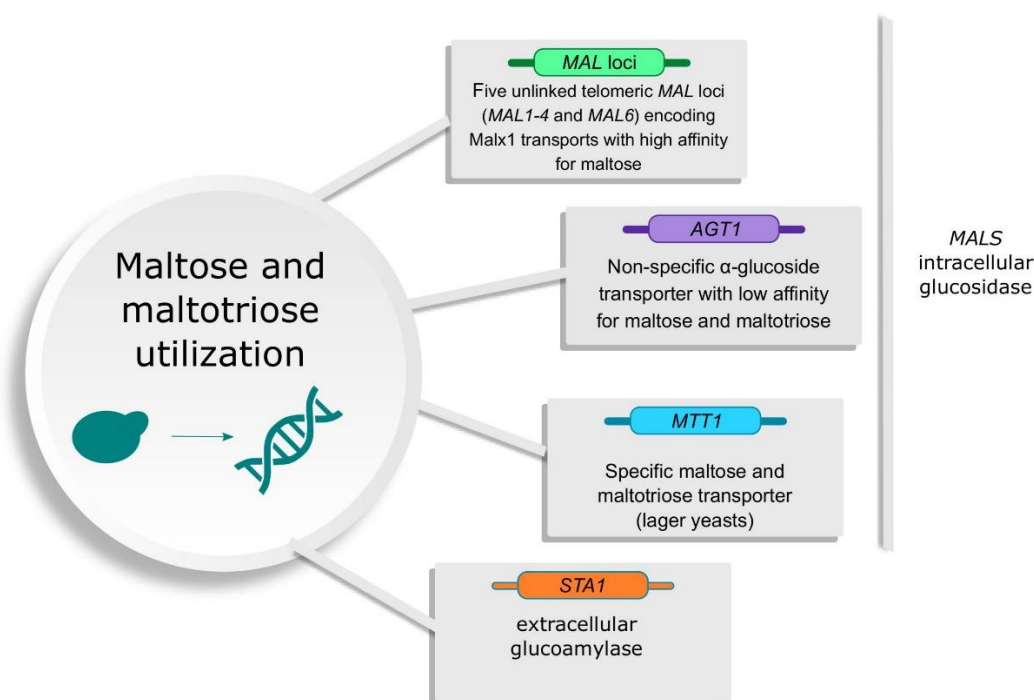 Maltose and
maltotriose
utilization
MAL loci
Five unlinked telomeric MAL loci
(MAL1-4 and MAL6) encoding
Malx1 transports with high affinity
for maltose
AGT1
Non-specific α-glucoside
transporter with low affinity
for maltose and maltotriose
MTT1
Specific maltose and
maltotriose transporter
(lager yeasts)
STA1
extracellular
glucoamylase
MALS
intracellular
glucosidase